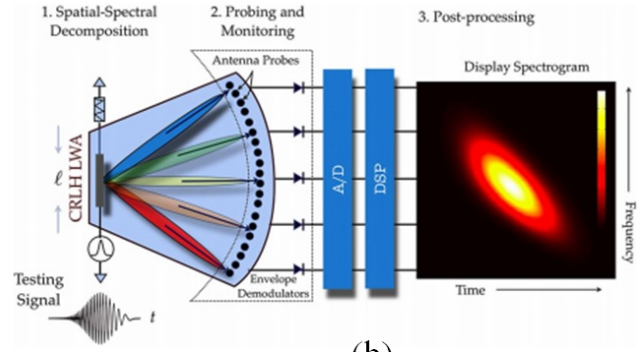 1. Spatial-Spectral
Decomposition
2. Probing and
Monitoring
3. Post-processing
Antenna Probes
Display Spectrogram
ℓ
CRLH LWA
A/D
DSP
Frequency
Envelope
Demodulators
Time
Testing
Signal
t
(b)